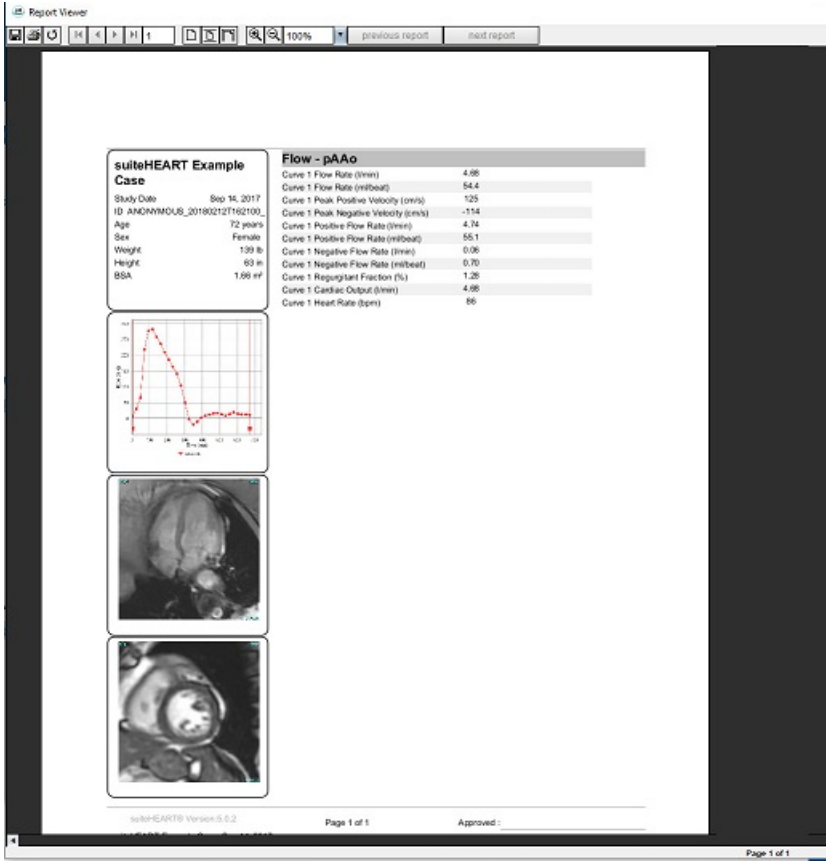 Report Viewer
1 100% previous report next report
suiteHEART Example
Case
Study Date Sep 14, 2017
ID ANONYMOUS_20180212T162100_
Age 72 years
Sex Female
Weight 139 lb
Height 63 in
BSA 1.66 m²
Flow - pAAo
Curve 1 Flow Rate (l/min) 4.68
Curve 1 Flow Rate (ml/beat) 54.4
Curve 1 Peak Positive Velocity (cm/s) 125
Curve 1 Peak Negative Velocity (cm/s) -114
Curve 1 Positive Flow Rate (l/min) 4.74
Curve 1 Positive Flow Rate (ml/beat) 55.1
Curve 1 Negative Flow Rate (l/min) 0.06
Curve 1 Negative Flow Rate (ml/beat) 0.70
Curve 1 Regurgitant Fraction (%) 1.28
Curve 1 Cardiac Output (l/min) 4.68
Curve 1 Heart Rate (bpm) 86
suiteHEART® Version 5.0.2
Page 1 of 1
Approved :
Page 1 of 1